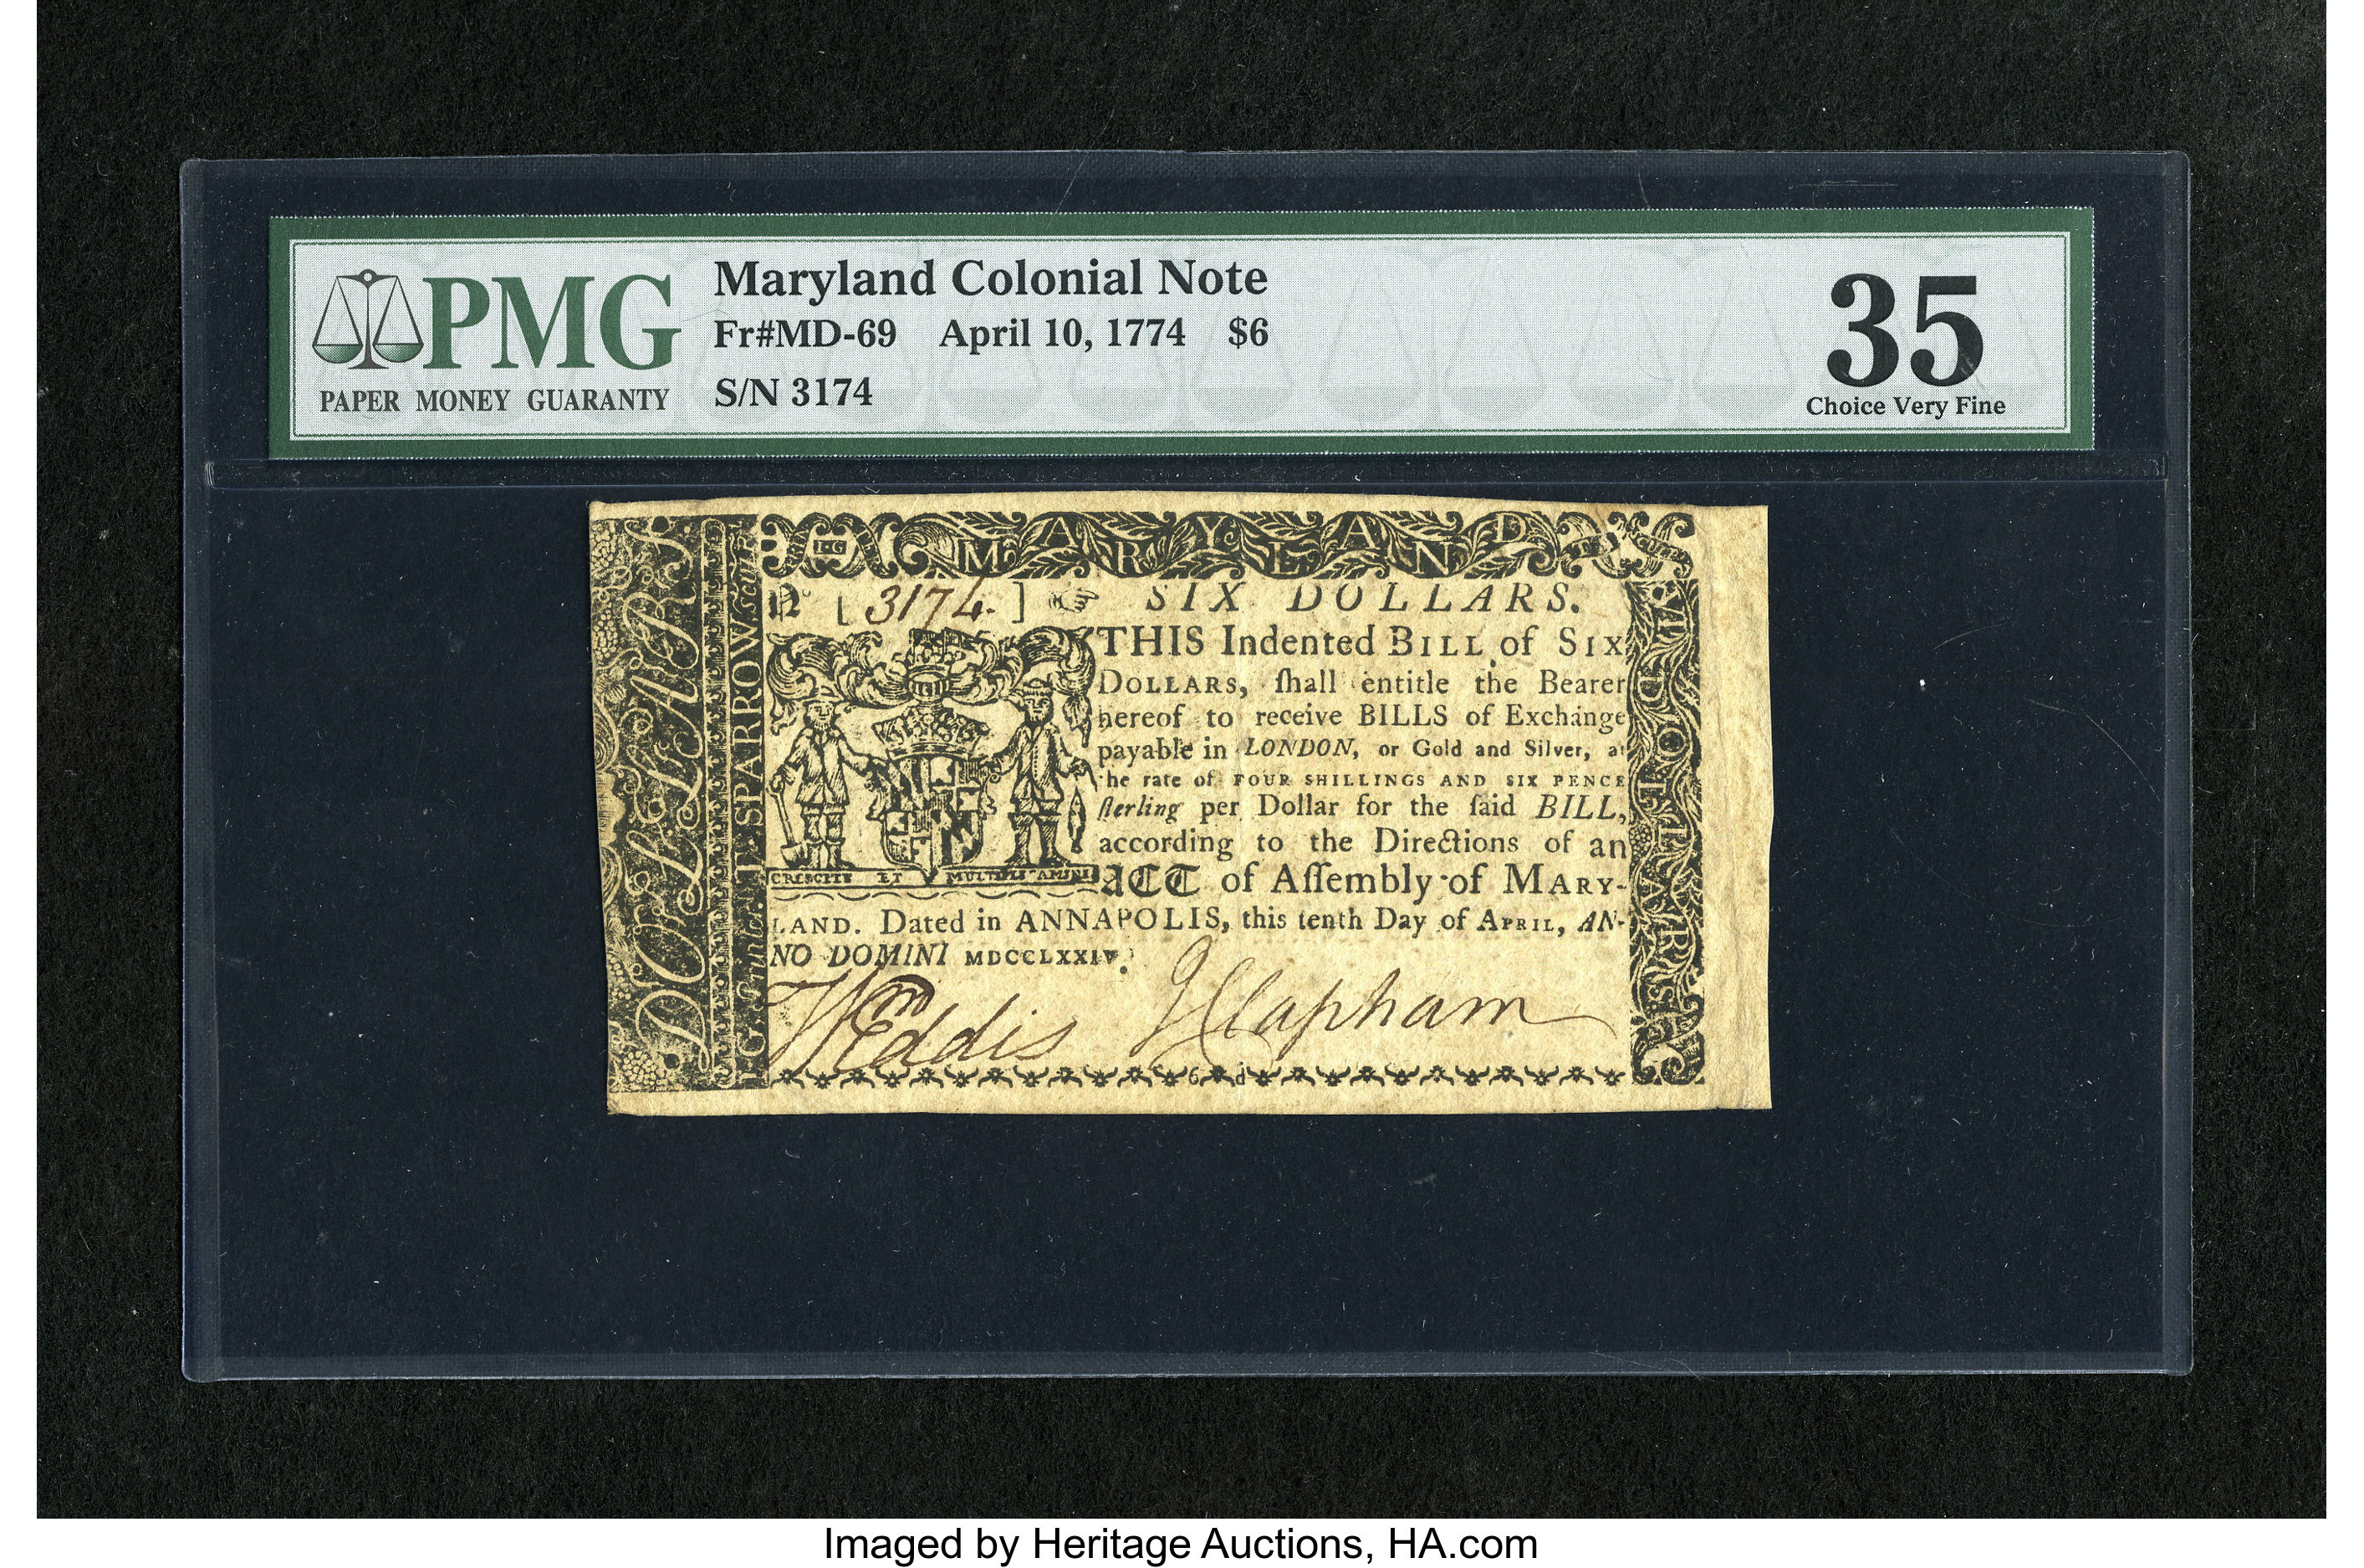 PMG
PAPER MONEY GUARANTY
Maryland Colonial Note
Fr#MD-69 April 10, 1774 $6
S/N 3174
35
Choice Very Fine
MARYLAND
I·G
DOLLARS
T. SPARROW
SIX DOLLARS
No [3174.] ☞ SIX DOLLARS.
THIS Indented BILL of SIX
DOLLARS, ſhall entitle the Bearer
hereof to receive BILLS of Exchange
payable in LONDON, or Gold and Silver, at
the rate of FOUR SHILLINGS AND SIX PENCE
ſterling per Dollar for the ſaid BILL,
according to the Directions of an
ACT of Aſſembly of MARY-
LAND. Dated in ANNAPOLIS, this tenth Day of APRIL, AN-
NO DOMINI MDCCLXXIV.
CRESCITE ET MULTIPLICAMINI
Wm Eddis J Clapham
Imaged by Heritage Auctions, HA.com